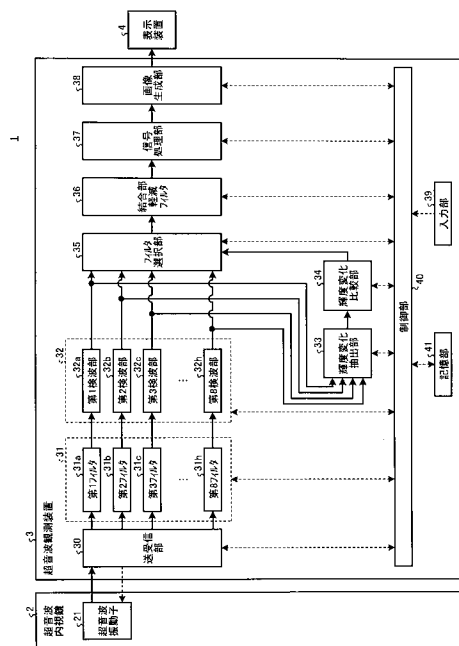 1
2
超音波
内視鏡
21
超音波
振動子
3
超音波観測装置
30
送受信
部
31
31a
第1フィルタ
31b
第2フィルタ
31c
第3フィルタ
...
31h
第8フィルタ
32
32a
第1検波部
32b
第2検波部
32c
第3検波部
...
32h
第8検波部
33
輝度変化
抽出部
34
輝度変化
比較部
35
フィルタ
選択部
36
結合部
軽減
フィルタ
37
信号
処理部
38
画像
生成部
4
表示
装置
39
入力部
40
制御部
41
記憶部